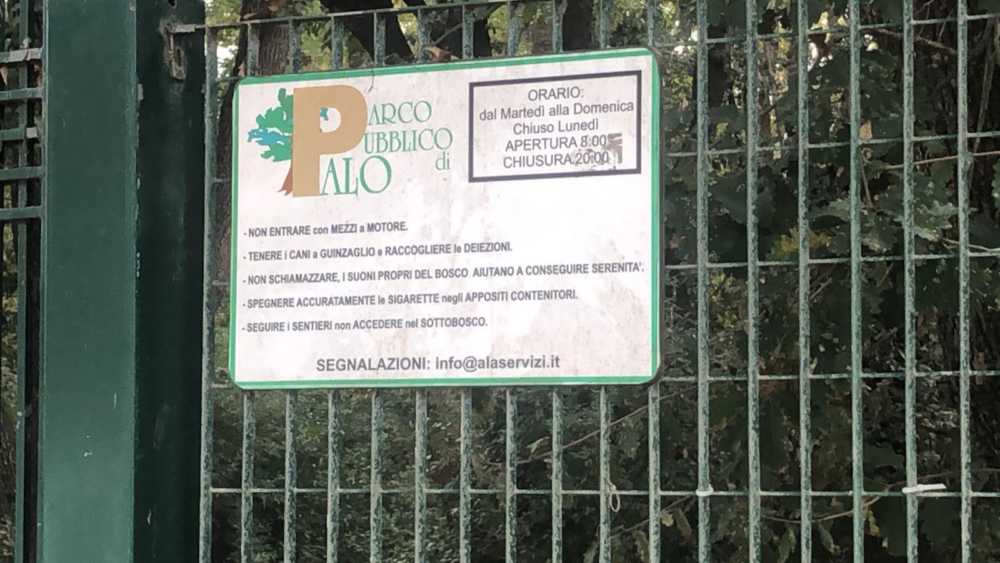 PARCO
PUBBLICO
di
PALO
ORARIO:
dal Martedì alla Domenica
Chiuso Lunedì
APERTURA 8:00
CHIUSURA 20:00
- NON ENTRARE con MEZZI a MOTORE.
- TENERE I CANI a GUINZAGLIO e RACCOGLIERE le DEIEZIONI.
- NON SCHIAMAZZARE, I SUONI PROPRI DEL BOSCO AIUTANO A CONSEGUIRE SERENITA'.
- SPEGNERE ACCURATAMENTE le SIGARETTE negli APPOSITI CONTENITORI.
- SEGUIRE i SENTIERI non ACCEDERE nel SOTTOBOSCO.
SEGNALAZIONI: info@alaservizi.it